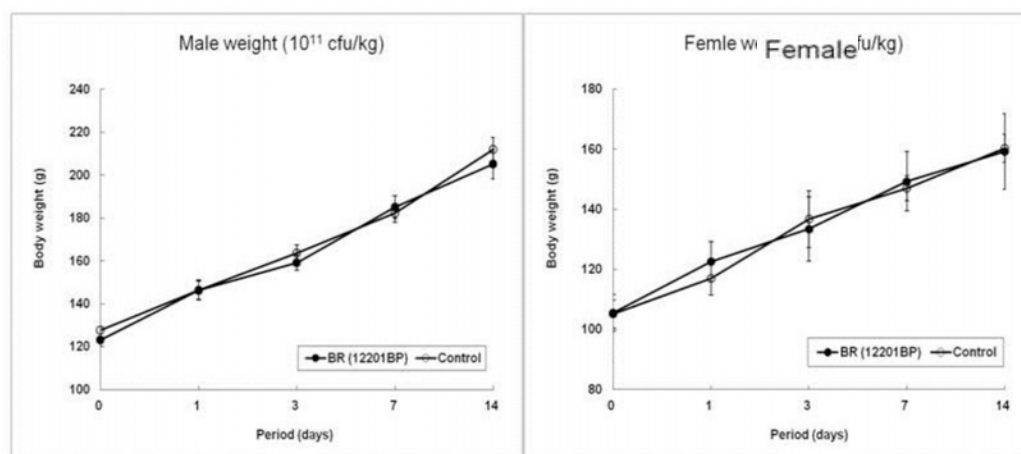 Male weight (10¹¹ cfu/kg)
240
220
200
180
160
140
120
100
Body weight (g)
0 1 3 7 14
Period (days)
BR (12201BP) Control
Femle Female fu/kg)
180
160
140
120
100
80
Body weight (g)
0 1 3 7 14
Period (days)
BR (12201BP) Control